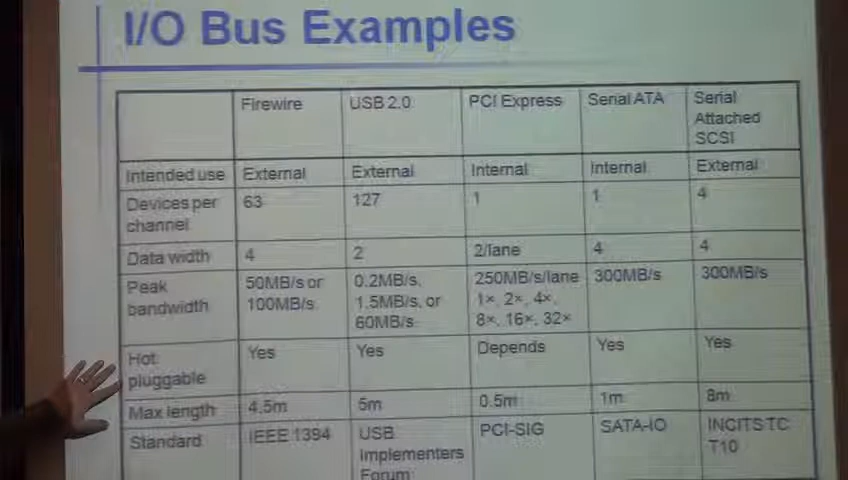 I/O Bus Examples
Firewire USB 2.0 PCI Express Serial ATA Serial Attached SCSI
Intended use External External Internal Internal External
Devices per channel 63 127 1 1 4
Data width 4 2 2/lane 4 4
Peak bandwidth 50MB/s or 100MB/s 0.2MB/s, 1.5MB/s, or 60MB/s 250MB/s/lane 1×, 2×, 4×, 8×, 16×, 32× 300MB/s 300MB/s
Hot pluggable Yes Yes Depends Yes Yes
Max length 4.5m 5m 0.5m 1m 8m
Standard IEEE 1394 USB Implementers Forum PCI-SIG SATA-IO INCITS TC T10